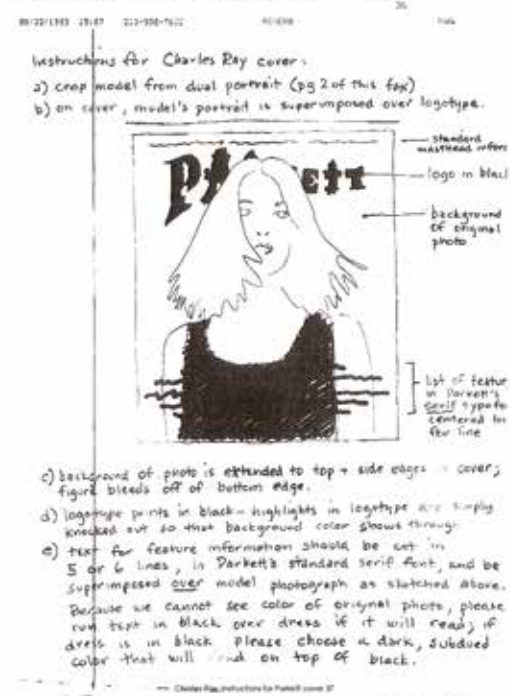 36
Instructions for Charles Ray cover:
a) crop model from dual portrait (pg 2 of this fax)
b) on cover, model's portrait is superimposed over logotype.
standard
masthead
logo in black
background
of original
photo
list of
in Parkett's
serif
centered
line
c) background of photo is extended to top + side edges cover;
figure bleeds off of bottom edge.
d) logotype prints in black - highlights in logotype are simply
knocked out so that background color shows through
e) text for feature information should be set in
5 or 6 lines, in Parkett's standard serif font, and be
superimposed over model photograph as sketched above.
Because we cannot see color of original photo, please
run text in black over dress if it will read; if
dress is in black please choose a dark, subdued
color that will on top of black.
Charles Ray, instructions for Parkett cover 37